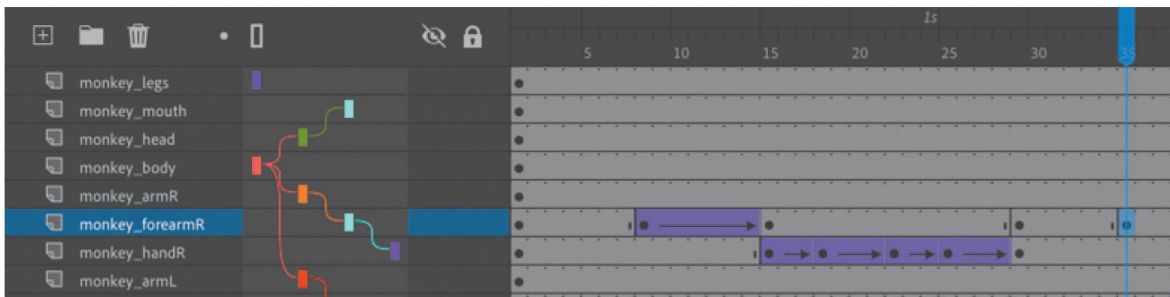 1s
5 10 15 20 25 30 35
monkey_legs
monkey_mouth
monkey_head
monkey_body
monkey_armR
monkey_forearmR
monkey_handR
monkey_armL